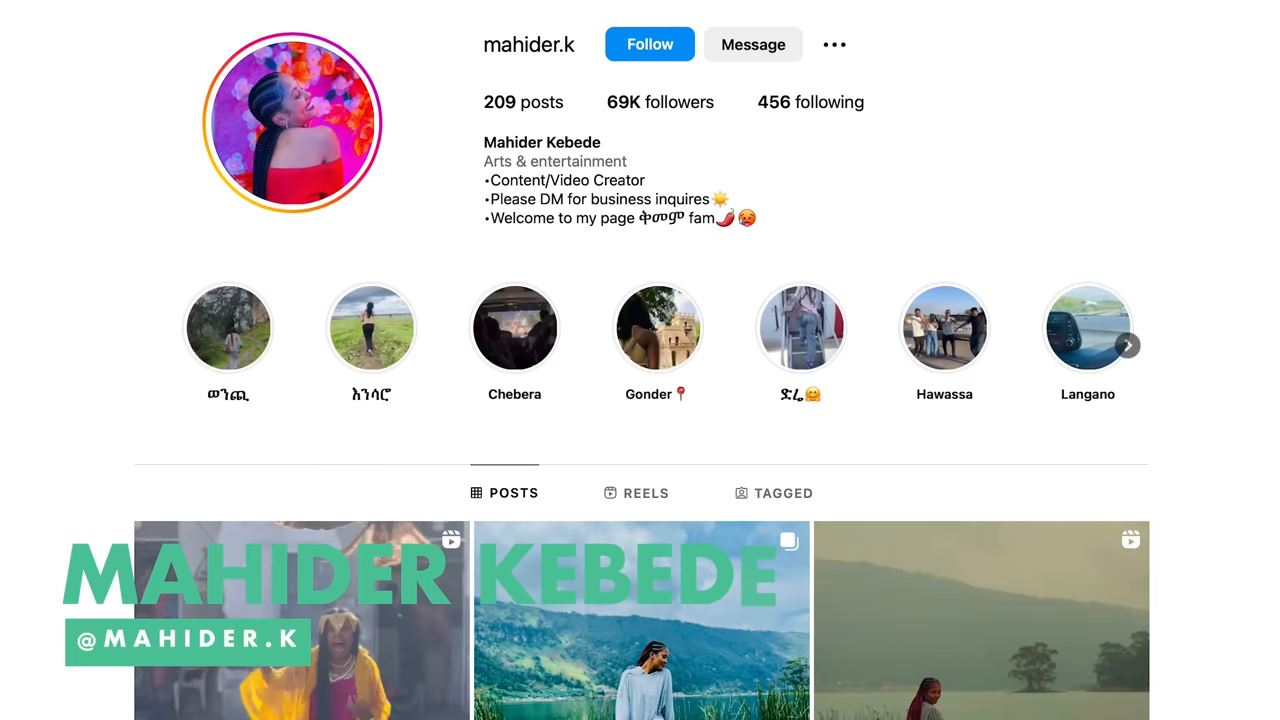 mahider.k Follow Message
209 posts 69K followers 456 following
Mahider Kebede
Arts & entertainment
•Content/Video Creator
•Please DM for business inquires☀️
•Welcome to my page ቅመም fam🌶️🥵
ወንጪ እንሳሮ Chebera Gonder📍 ድሬ🤗 Hawassa Langano
POSTS REELS TAGGED
MAHIDER KEBEDE
@MAHIDER.K